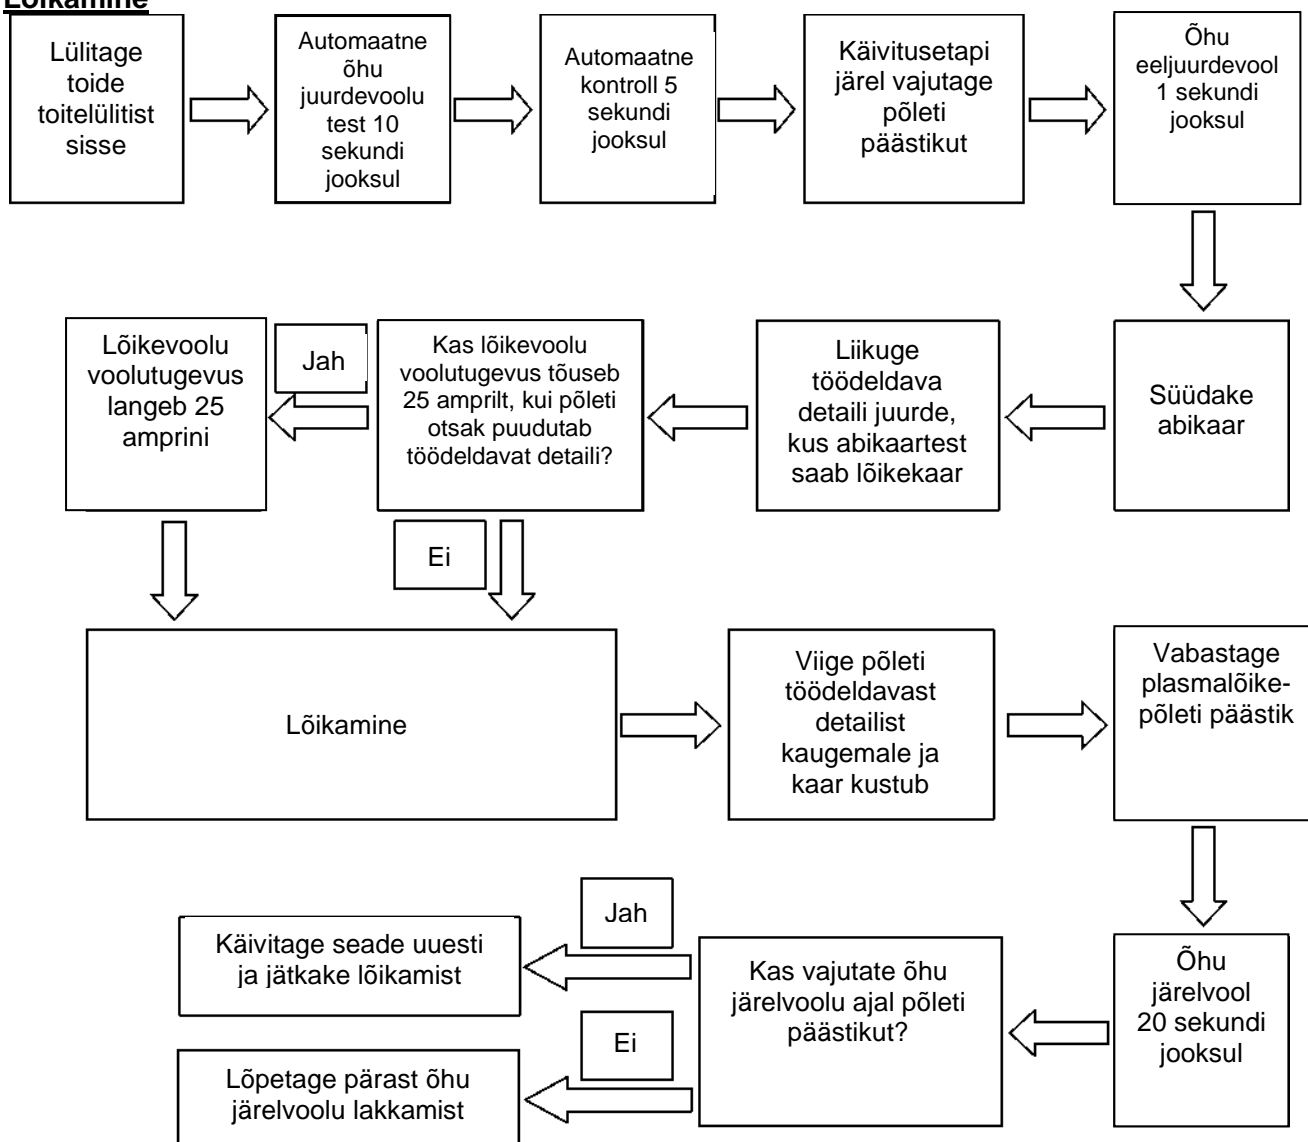 Lõikamine
Lülitage
toide
toitelülitist
sisse
Automaatne
õhu
juurdevoolu
test 10
sekundi
jooksul
Automaatne
kontroll 5
sekundi
jooksul
Käivitusetapi
järel vajutage
põleti
päästikut
Õhu
eeljuurdevool
1 sekundi
jooksul
Süüdake
abikaar
Liikuge
töödeldava
detaili juurde,
kus abikaartest
saab lõikekaar
Kas lõikevoolu
voolutugevus tõuseb
25 amprilt, kui põleti
otsak puudutab
töödeldavat detaili?
Jah
Lõikevoolu
voolutugevus
langeb 25
amprini
Ei
Lõikamine
Viige põleti
töödeldavast
detailist
kaugemale ja
kaar kustub
Vabastage
plasmalõike-
põleti päästik
Õhu
järelvool
20 sekundi
jooksul
Kas vajutate õhu
järelvoolu ajal põleti
päästikut?
Jah
Käivitage seade uuesti
ja jätkake lõikamist
Ei
Lõpetage pärast õhu
järelvoolu lakkamist